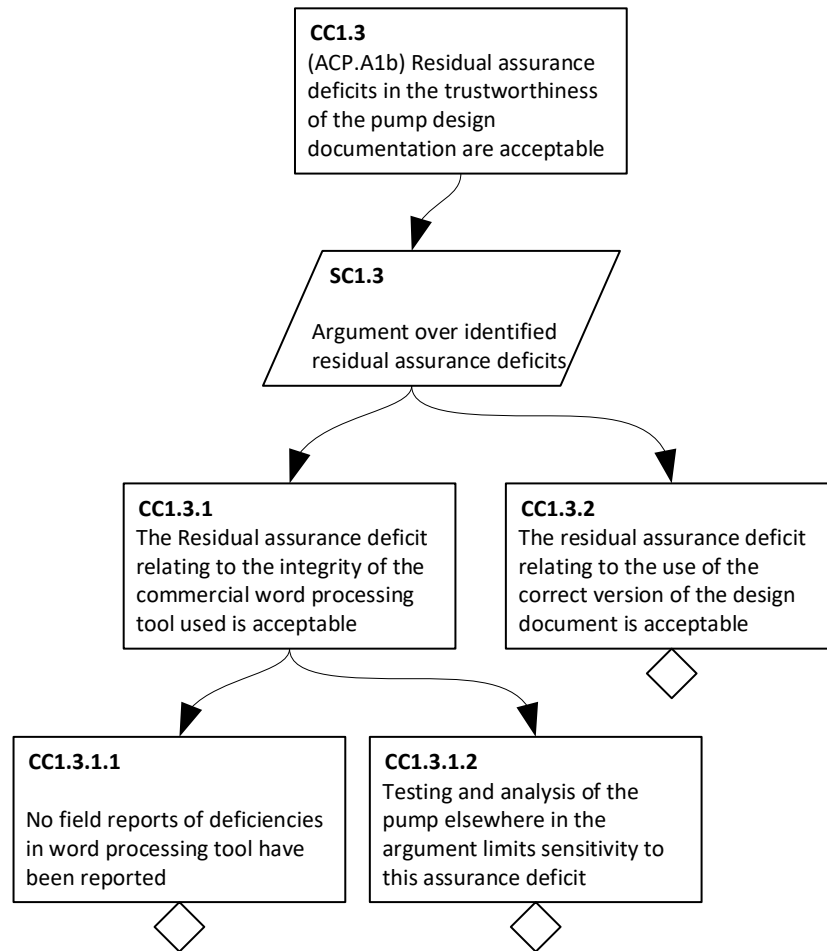 CC1.3
(ACP.A1b) Residual assurance
deficits in the trustworthiness
of the pump design
documentation are acceptable
SC1.3
Argument over identified
residual assurance deficits
CC1.3.1
The Residual assurance deficit
relating to the integrity of the
commercial word processing
tool used is acceptable
CC1.3.2
The residual assurance deficit
relating to the use of the
correct version of the design
document is acceptable
CC1.3.1.1
No field reports of deficiencies
in word processing tool have
been reported
CC1.3.1.2
Testing and analysis of the
pump elsewhere in the
argument limits sensitivity to
this assurance deficit